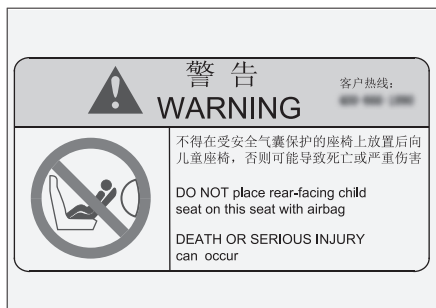 警 告
WARNING
客户热线：
不得在受安全气囊保护的座椅上放置后向
儿童座椅，否则可能导致死亡或严重伤害
DO NOT place rear-facing child
seat on this seat with airbag
DEATH OR SERIOUS INJURY
can occur